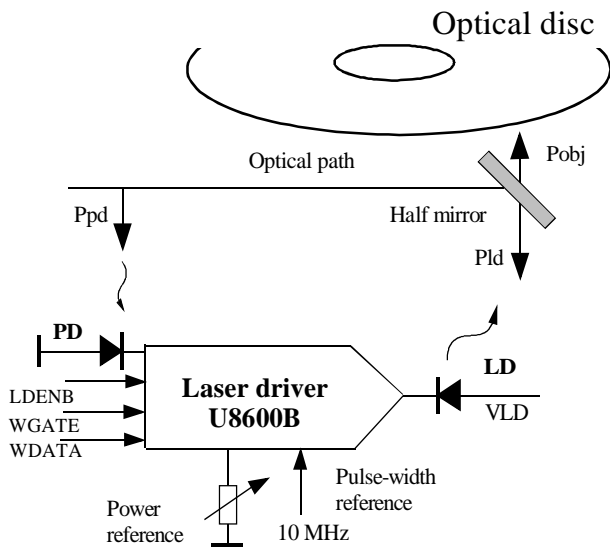 Optical disc
Optical path
Pobj
Ppd
Half mirror
Pld
PD
LD
LDENB
Laser driver
U8600B
VLD
WGATE
WDATA
Pulse-width
reference
Power
reference
10 MHz